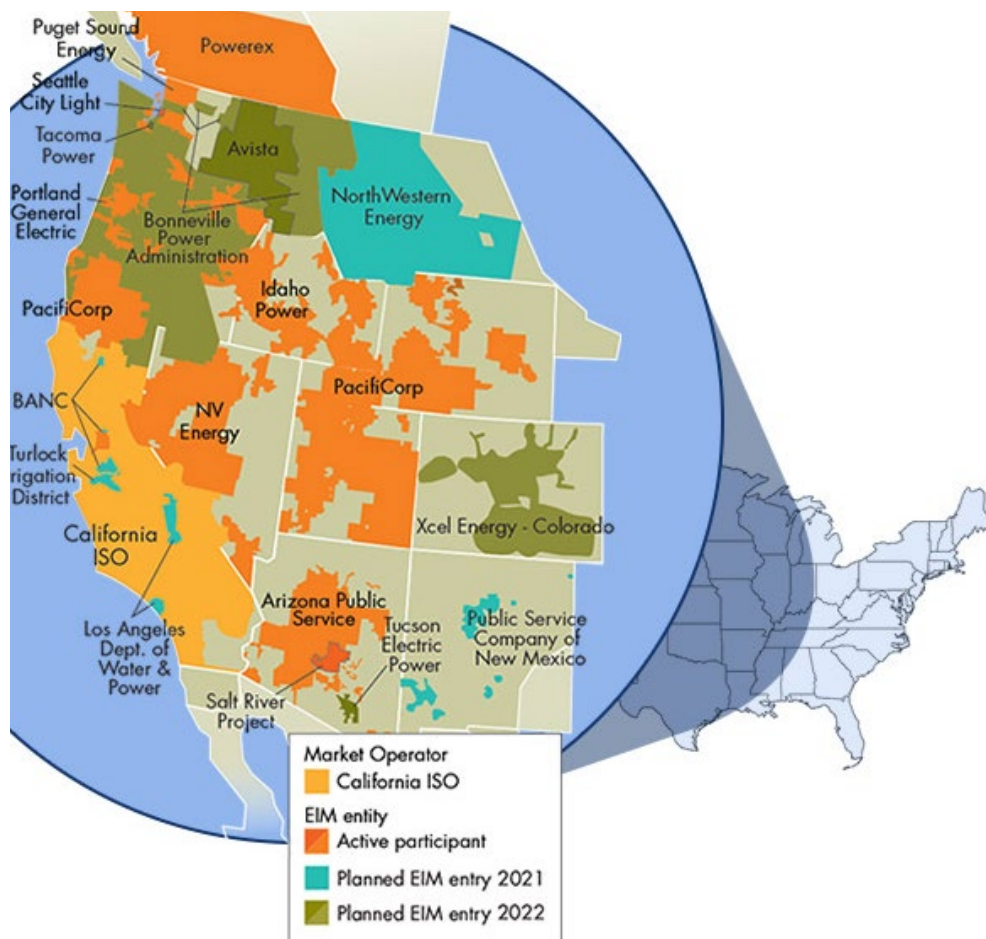 Puget Sound
Energy
Powerex
Seattle
City Light
Tacoma
Power
Avista
Portland
General
Electric
Bonneville
Power
Administration
NorthWestern
Energy
PacifiCorp
Idaho
Power
PacifiCorp
BANC
NV
Energy
Turlock
rrigation
District
California
ISO
Xcel Energy - Colorado
Los Angeles
Dept. of
Water &
Power
Arizona Public
Service
Tucson
Electric
Power
Public Service
Company of
New Mexico
Salt River
Project
Market Operator
California ISO
EIM entity
Active participant
Planned EIM entry 2021
Planned EIM entry 2022